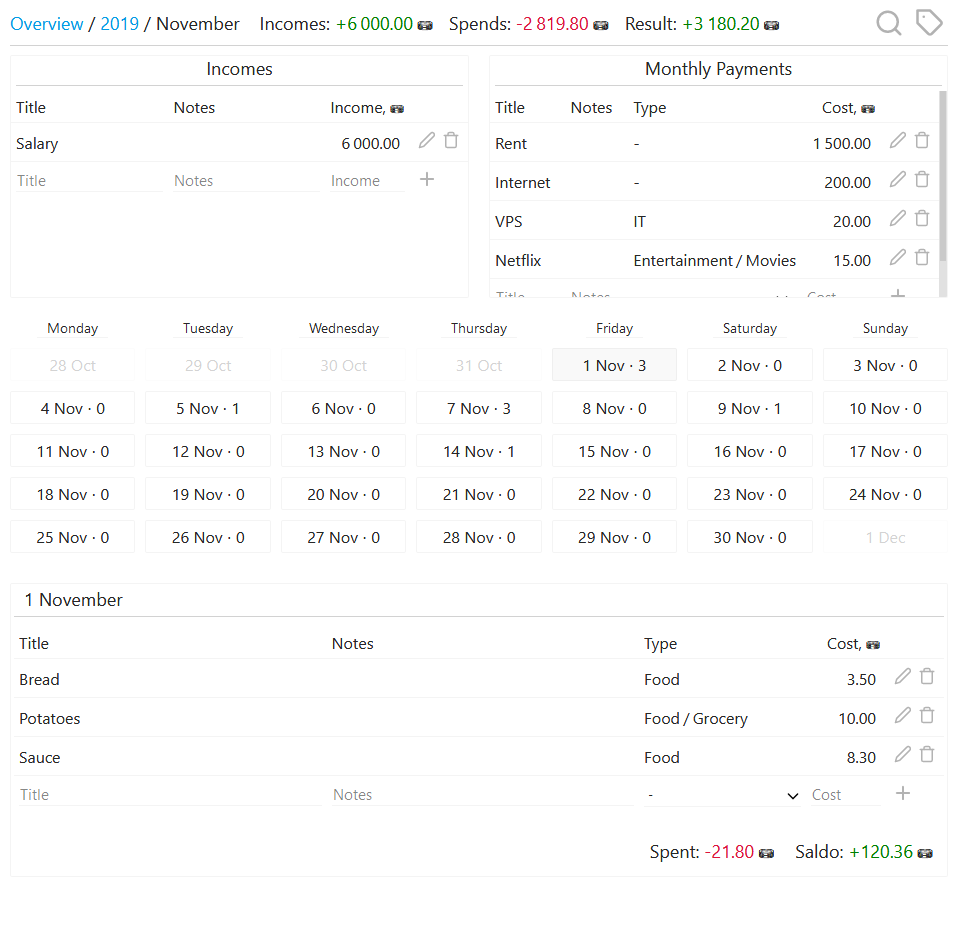 Overview / 2019 / November Incomes: +6 000.00 Spends: -2 819.80 Result: +3 180.20
Incomes
Title Notes Income,
Salary 6 000.00
Title Notes Income
Monthly Payments
Title Notes Type Cost,
Rent - 1 500.00
Internet - 200.00
VPS IT 20.00
Netflix Entertainment / Movies 15.00
Title Notes Cost
Monday Tuesday Wednesday Thursday Friday Saturday Sunday
28 Oct 29 Oct 30 Oct 31 Oct 1 Nov · 3 2 Nov · 0 3 Nov · 0
4 Nov · 0 5 Nov · 1 6 Nov · 0 7 Nov · 3 8 Nov · 0 9 Nov · 1 10 Nov · 0
11 Nov · 0 12 Nov · 0 13 Nov · 0 14 Nov · 1 15 Nov · 0 16 Nov · 0 17 Nov · 0
18 Nov · 0 19 Nov · 0 20 Nov · 0 21 Nov · 0 22 Nov · 0 23 Nov · 0 24 Nov · 0
25 Nov · 0 26 Nov · 0 27 Nov · 0 28 Nov · 0 29 Nov · 0 30 Nov · 0 1 Dec
1 November
Title Notes Type Cost,
Bread Food 3.50
Potatoes Food / Grocery 10.00
Sauce Food 8.30
Title Notes - Cost
Spent: -21.80 Saldo: +120.36